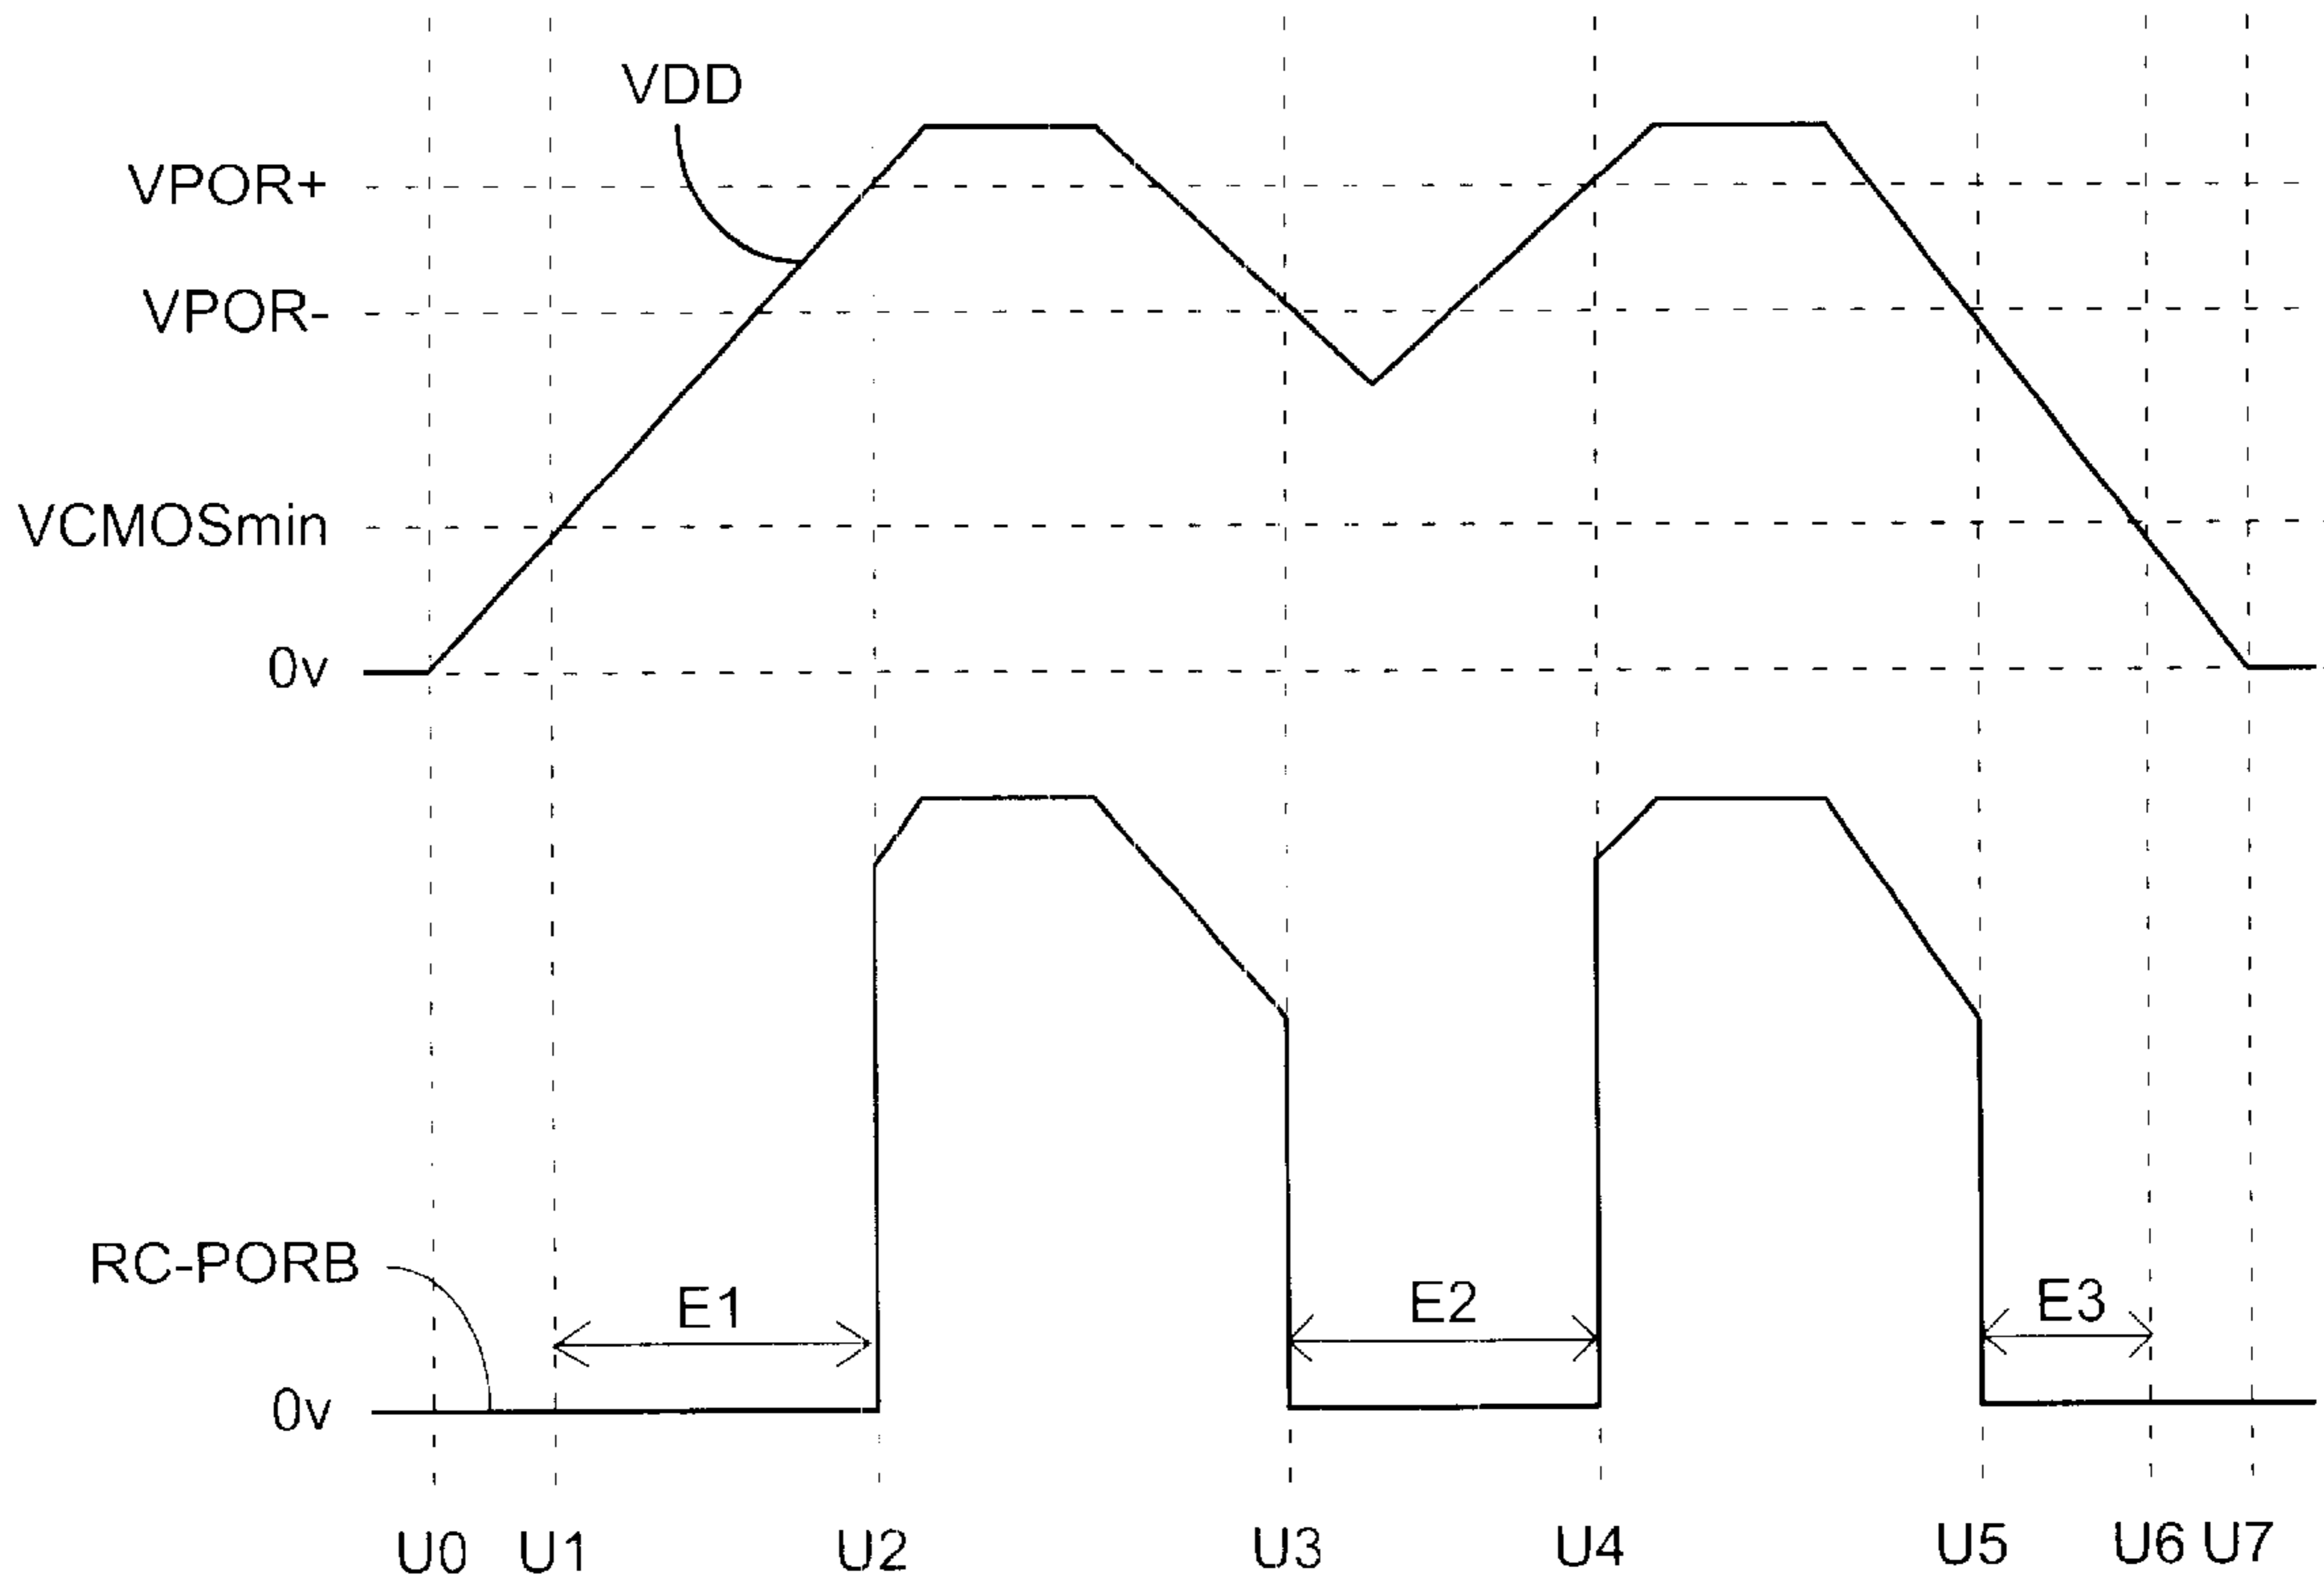 VDD
VPOR+
VPOR-
VCMOSmin
0v
RC-PORB
E1
E2
E3
0v
U0 U1 U2 U3 U4 U5 U6 U7